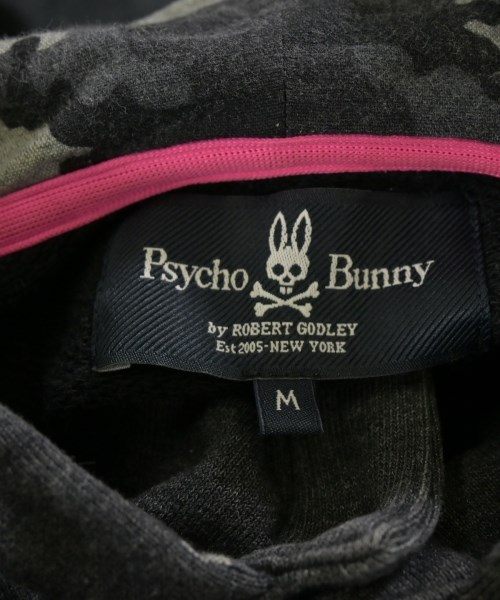 Psycho Bunny
by ROBERT GODLEY
Est 2005-NEW YORK
M